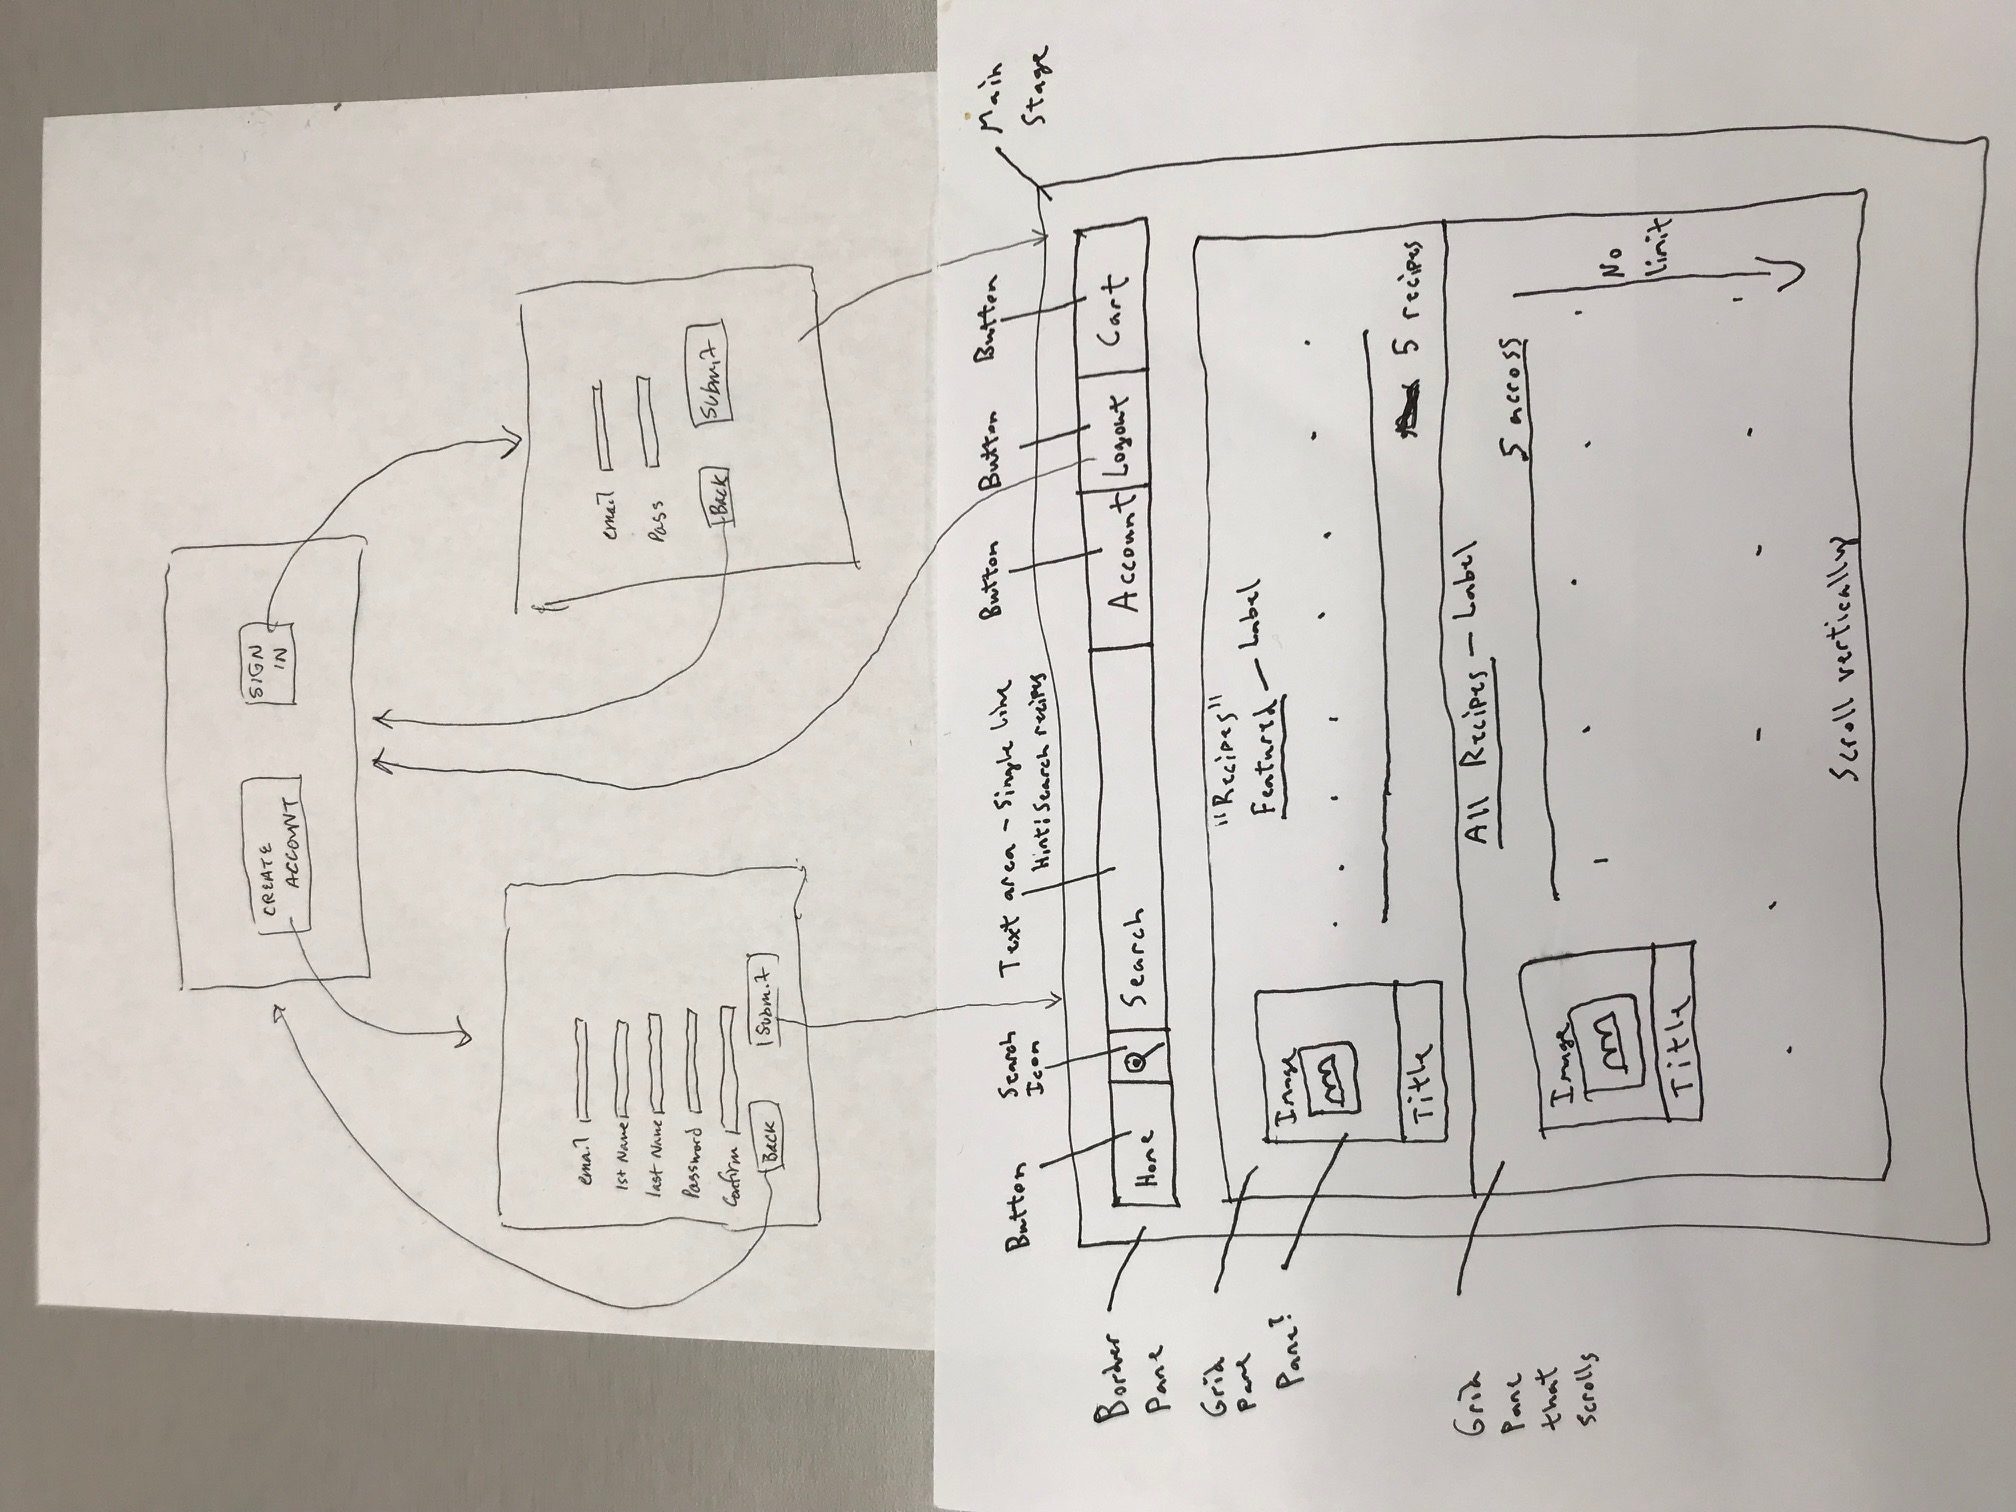 CREATE
ACCOUNT
SIGN
IN
email
1st Name
last Name
Password
Confirm
Back
Submit
email
Pass
Back
Submit
Button
Search
Icon
Text area - Single line
Hint: Search recipes
Button
Button
Button
Main
Stage
Border
Pane
Home
Search
Account
Logout
Cart
Grid
Pane
Pane?
"Recipes"
Featured - Label
Image
Title
5 recipes
Grid
Pane
that
scrolls
All Recipes - Label
5 across
Image
Title
No
limit
Scroll vertically